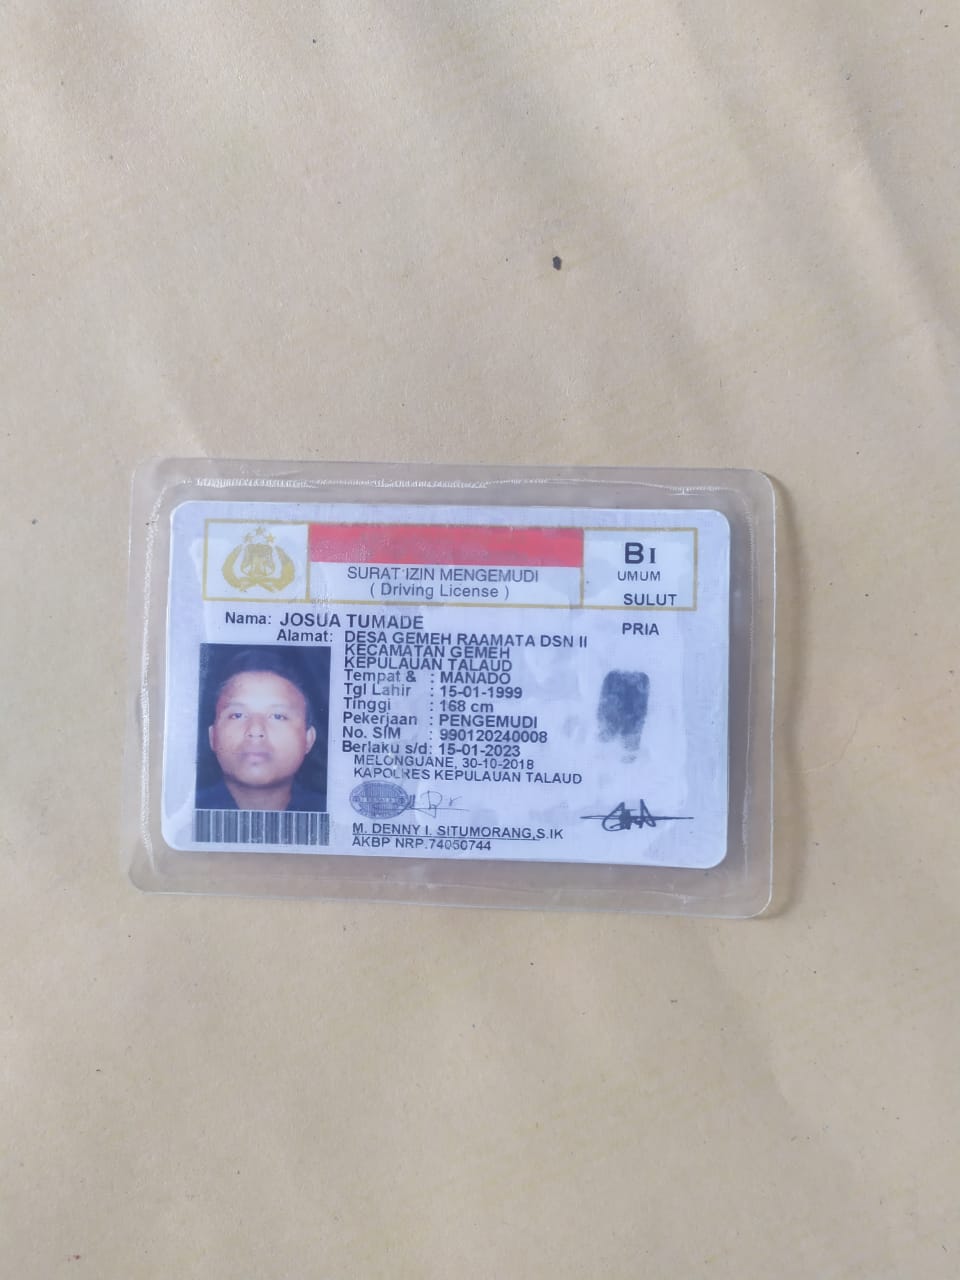 SURAT IZIN MENGEMUDI
( Driving License )
BI
UMUM
SULUT
Nama: JOSUA TUMADE
PRIA
Alamat: DESA GEMEH RAAMATA DSN II
KECAMATAN GEMEH
KEPULAUAN TALAUD
Tempat & : MANADO
Tgl Lahir : 15-01-1999
Tinggi : 168 cm
Pekerjaan : PENGEMUDI
No. SIM : 990120240008
Berlaku s/d: 15-01-2023
MELONGUANE, 30-10-2018
KAPOLRES KEPULAUAN TALAUD
M. DENNY I. SITUMORANG,S.IK
AKBP NRP.74050744